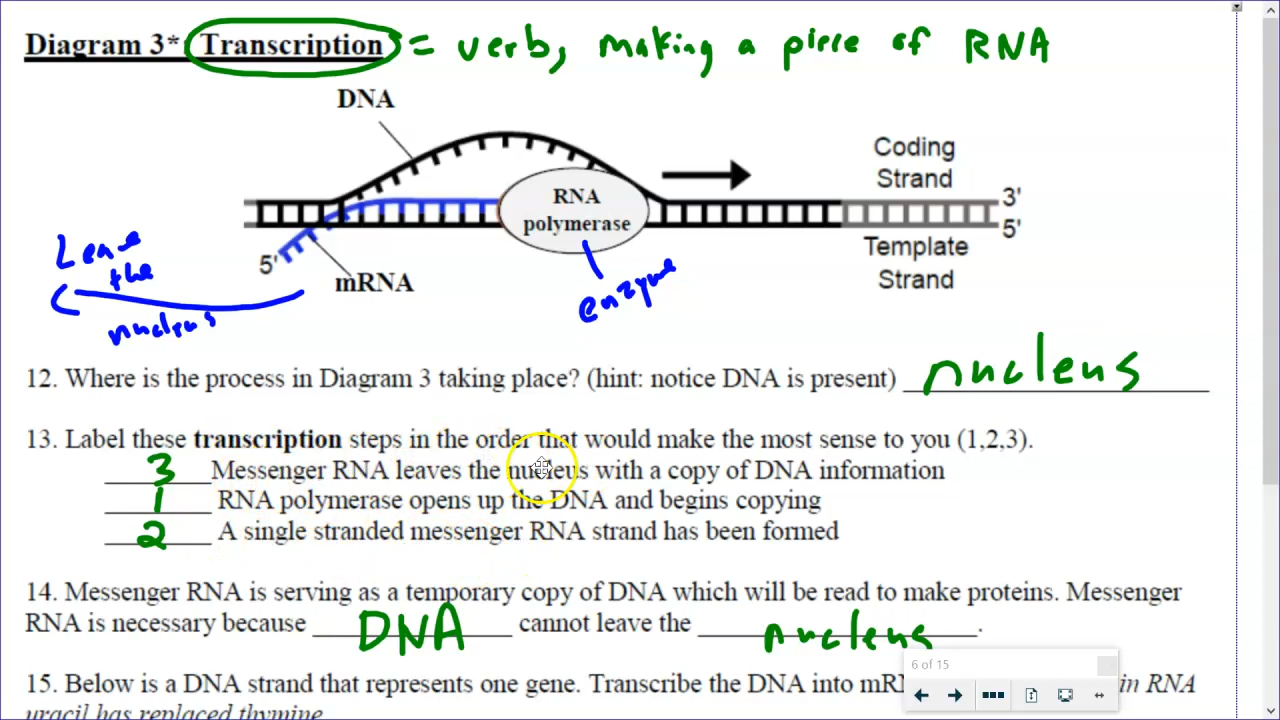 Diagram 3* Transcription = verb, making a piece of RNA
DNA
Coding
Strand
RNA
polymerase
3'
5'
Template
Strand
5'
mRNA
Leave
the
nucleus
enzyme
12. Where is the process in Diagram 3 taking place? (hint: notice DNA is present) nucleus
13. Label these transcription steps in the order that would make the most sense to you (1,2,3).
3 Messenger RNA leaves the nucleus with a copy of DNA information
1 RNA polymerase opens up the DNA and begins copying
2 A single stranded messenger RNA strand has been formed
14. Messenger RNA is serving as a temporary copy of DNA which will be read to make proteins. Messenger
RNA is necessary because DNA cannot leave the nucleus.
6 of 15
15. Below is a DNA strand that represents one gene. Transcribe the DNA into mR in RNA
uracil has replaced thymine